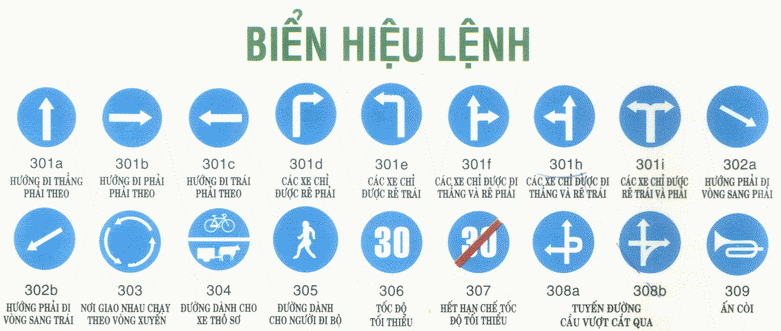 BIỂN HIỆU LỆNH
301a 301b 301c 301d 301e 301f 301h 301i 302a
HƯỚNG ĐI THẲNG HƯỚNG ĐI PHẢI HƯỚNG ĐI TRÁI CÁC XE CHỈ CÁC XE CHỈ CÁC XE CHỈ ĐƯỢC ĐI CÁC XE CHỈ ĐƯỢC ĐI CÁC XE CHỈ ĐƯỢC HƯỚNG PHẢI ĐI
PHẢI THEO PHẢI THEO PHẢI THEO ĐƯỢC RẼ PHẢI ĐƯỢC RẼ TRÁI THẲNG VÀ RẼ PHẢI THẲNG VÀ RẼ TRÁI RẼ TRÁI VÀ PHẢI VÒNG SANG PHẢI
30 30
302b 303 304 305 306 307 308a 308b 309
HƯỚNG PHẢI ĐI NƠI GIAO NHAU CHẠY ĐƯỜNG DÀNH CHO ĐƯỜNG DÀNH TỐC ĐỘ HẾT HẠN CHẾ TỐC TUYẾN ĐƯỜNG ẤN CÒI
VÒNG SANG TRÁI THEO VÒNG XUYẾN XE THÔ SƠ CHO NGƯỜI ĐI BỘ TỐI THIỂU ĐỘ TỐI THIỂU CẦU VƯỢT CẮT QUA